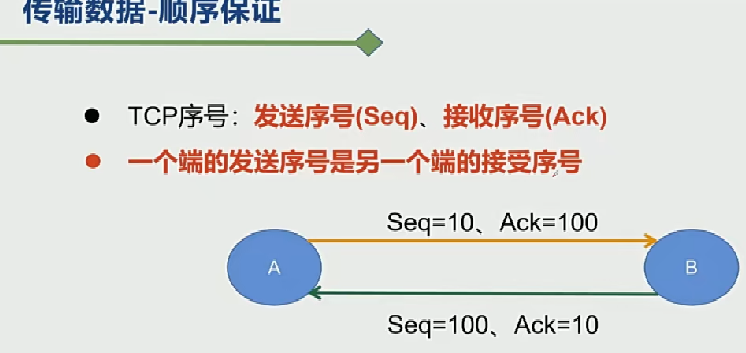 传输数据-顺序保证
TCP序号：发送序号(Seq)、接收序号(Ack)
一个端的发送序号是另一个端的接受序号
Seq=10、Ack=100
A
B
Seq=100、Ack=10